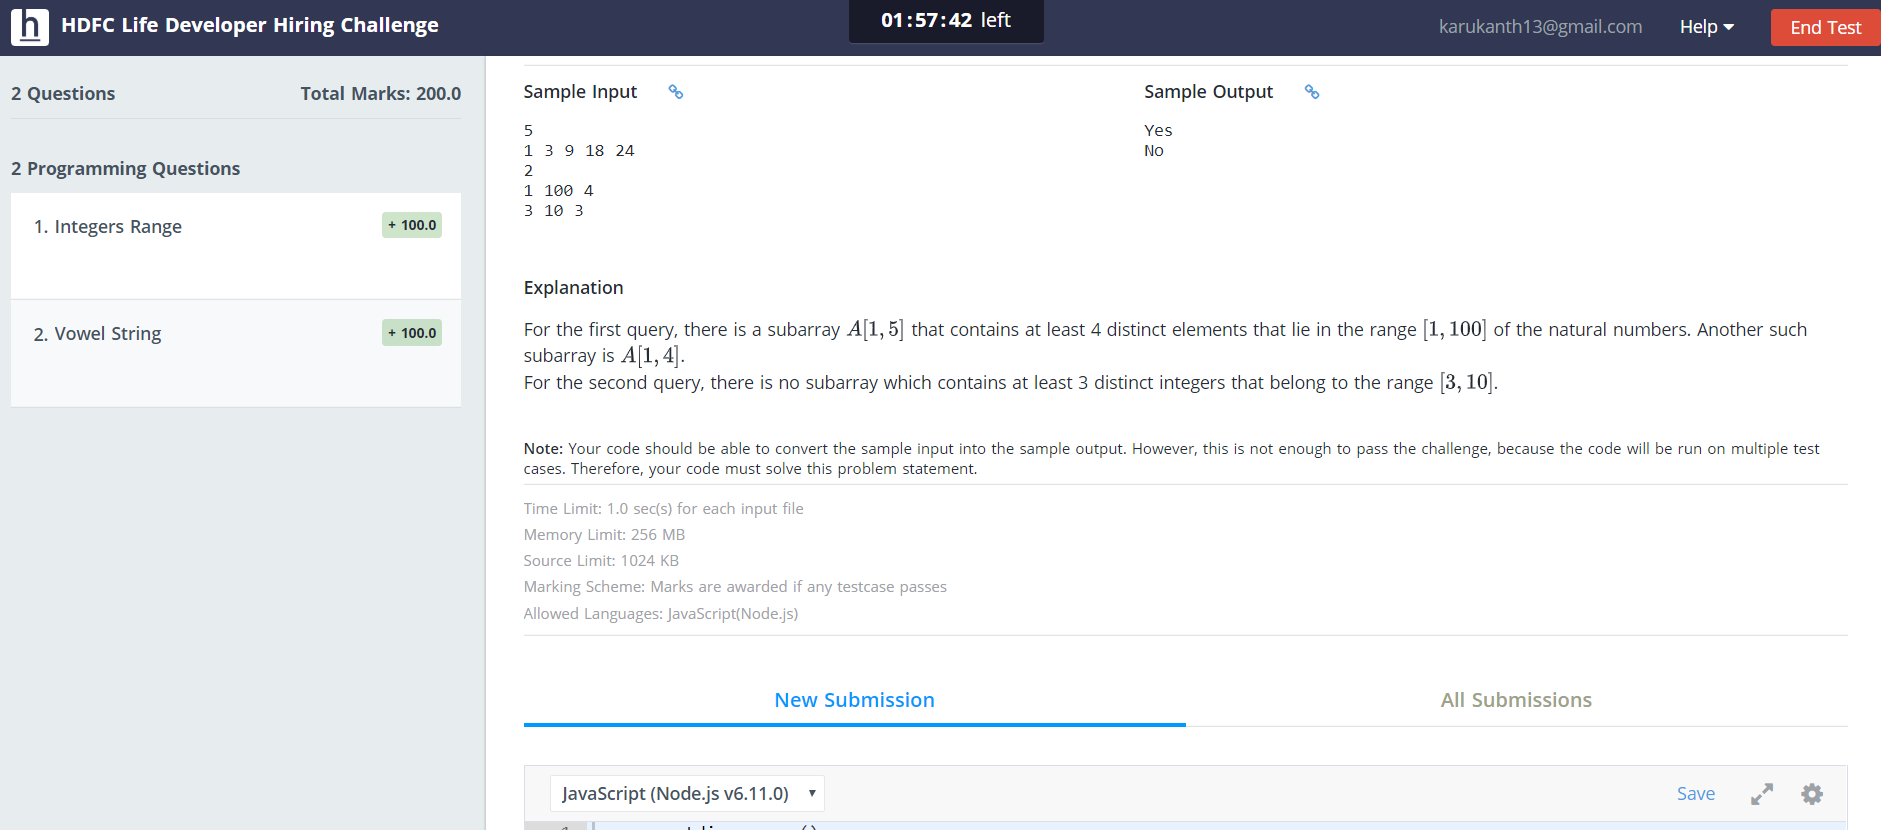 h HDFC Life Developer Hiring Challenge
01:57:42 left
karukanth13@gmail.com
Help
End Test
2 Questions
Total Marks: 200.0
2 Programming Questions
1. Integers Range
+ 100.0
2. Vowel String
+ 100.0
Sample Input
5
1 3 9 18 24
2
1 100 4
3 10 3
Sample Output
Yes
No
Explanation
For the first query, there is a subarray A[1, 5] that contains at least 4 distinct elements that lie in the range [1, 100] of the natural numbers. Another such
subarray is A[1, 4].
For the second query, there is no subarray which contains at least 3 distinct integers that belong to the range [3, 10].
Note: Your code should be able to convert the sample input into the sample output. However, this is not enough to pass the challenge, because the code will be run on multiple test
cases. Therefore, your code must solve this problem statement.
Time Limit: 1.0 sec(s) for each input file
Memory Limit: 256 MB
Source Limit: 1024 KB
Marking Scheme: Marks are awarded if any testcase passes
Allowed Languages: JavaScript(Node.js)
New Submission
All Submissions
JavaScript (Node.js v6.11.0)
Save